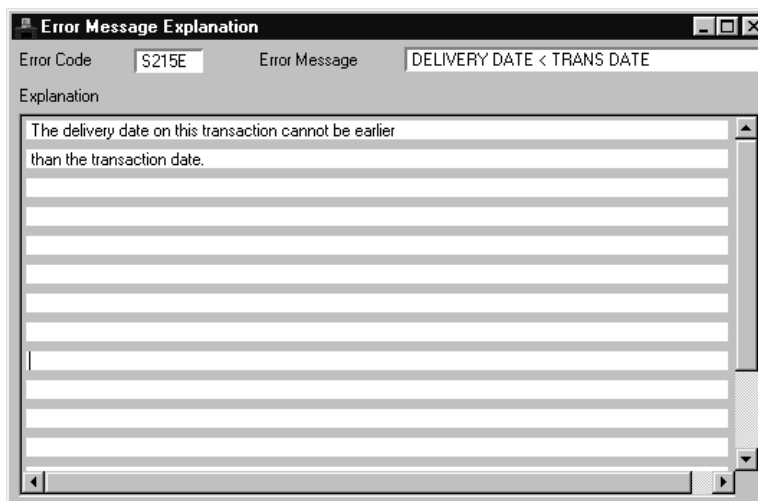 Error Message Explanation
Error Code S215E Error Message DELIVERY DATE < TRANS DATE
Explanation
The delivery date on this transaction cannot be earlier
than the transaction date.